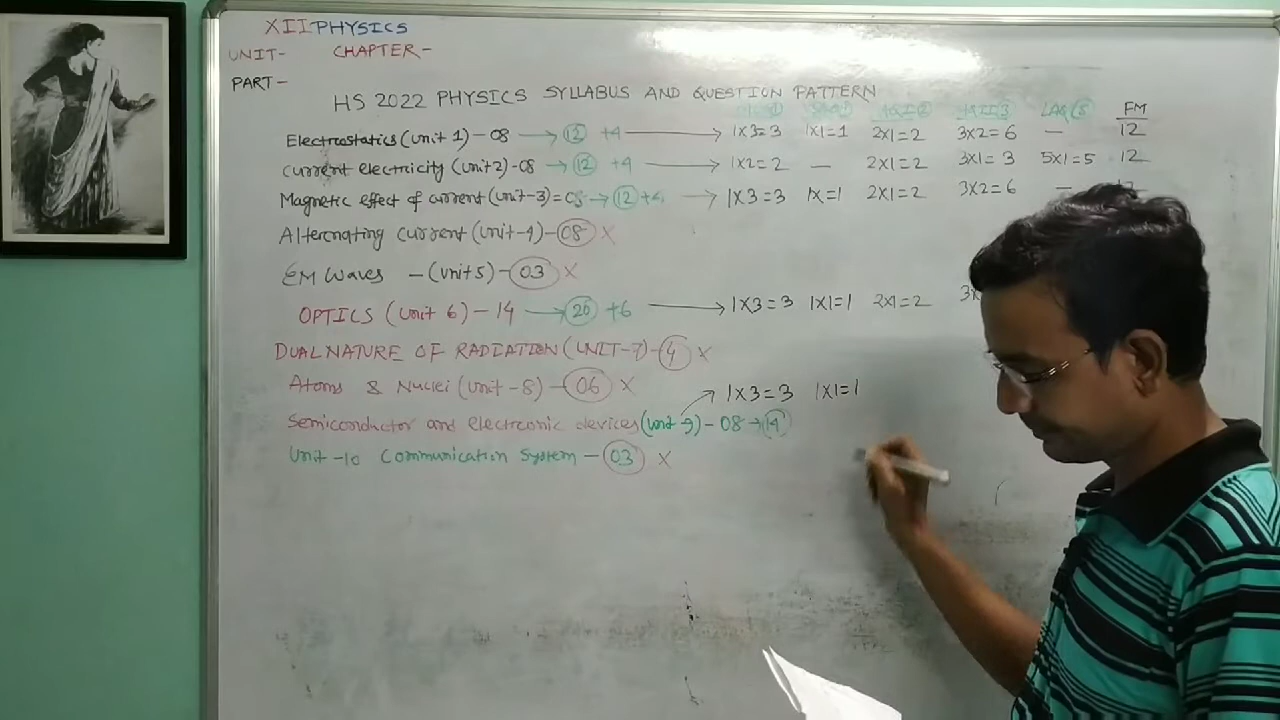 XII PHYSICS
UNIT- CHAPTER-
PART-
HS 2022 PHYSICS SYLLABUS AND QUESTION PATTERN
LAQ(5) FM
Electrostatics (Unit 1) - 08 → 12 +4 → 1X3=3 1X1=1 2X1=2 3X2=6 — 12
Current electricity (Unit 2) - 08 → 12 +4 → 1X2=2 — 2X1=2 3X1=3 5X1=5 12
Magnetic effect of current (Unit-3) = 08 → 12 +4 → 1X3=3 1X=1 2X1=2 3X2=6 —
Alternating Current (Unit-4) - 08 X
EM Waves - (Unit 5) - 03 X
OPTICS (Unit 6) - 14 → 20 +6 → 1X3=3 1X1=1 2X1=2 3X
DUAL NATURE OF RADIATION (UNIT-7) - 4 X
Atoms & Nuclei (Unit-8) - 06 X → 1X3=3 1X1=1
Semiconductor and electronic devices (Unit 9) - 08 → 14
Unit-10 Communication System - 03 X